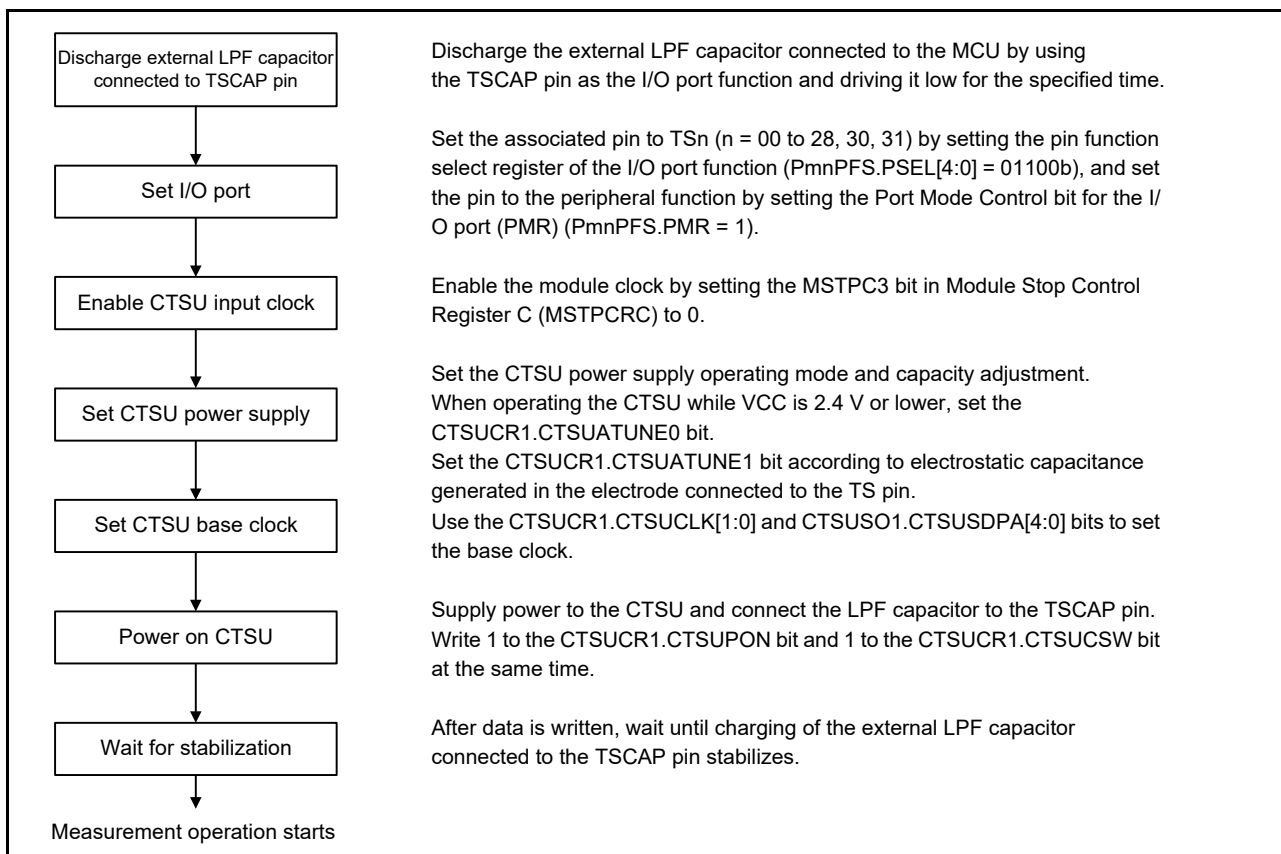 Discharge external LPF capacitor
connected to TSCAP pin
Discharge the external LPF capacitor connected to the MCU by using
the TSCAP pin as the I/O port function and driving it low for the specified time.
Set I/O port
Set the associated pin to TSn (n = 00 to 28, 30, 31) by setting the pin function
select register of the I/O port function (PmnPFS.PSEL[4:0] = 01100b), and set
the pin to the peripheral function by setting the Port Mode Control bit for the I/
O port (PMR) (PmnPFS.PMR = 1).
Enable CTSU input clock
Enable the module clock by setting the MSTPC3 bit in Module Stop Control
Register C (MSTPCRC) to 0.
Set CTSU power supply
Set the CTSU power supply operating mode and capacity adjustment.
When operating the CTSU while VCC is 2.4 V or lower, set the
CTSUCR1.CTSUATUNE0 bit.
Set the CTSUCR1.CTSUATUNE1 bit according to electrostatic capacitance
generated in the electrode connected to the TS pin.
Set CTSU base clock
Use the CTSUCR1.CTSUCLK[1:0] and CTSUSO1.CTSUSDPA[4:0] bits to set
the base clock.
Power on CTSU
Supply power to the CTSU and connect the LPF capacitor to the TSCAP pin.
Write 1 to the CTSUCR1.CTSUPON bit and 1 to the CTSUCR1.CTSUCSW bit
at the same time.
Wait for stabilization
After data is written, wait until charging of the external LPF capacitor
connected to the TSCAP pin stabilizes.
Measurement operation starts